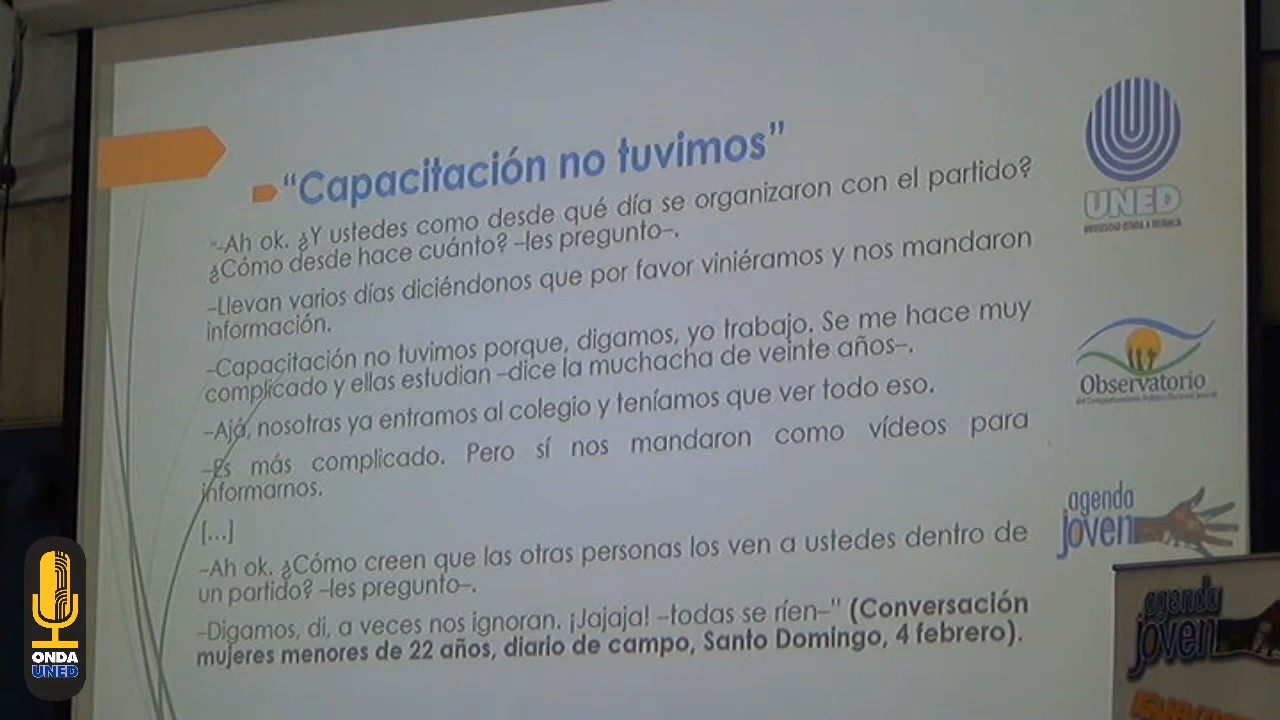 “Capacitación no tuvimos”
"–Ah ok. ¿Y ustedes como desde qué día se organizaron con el partido?
¿Cómo desde hace cuánto? –les pregunto–.
–Llevan varios días diciéndonos que por favor viniéramos y nos mandaron
información.
–Capacitación no tuvimos porque, digamos, yo trabajo. Se me hace muy
complicado y ellas estudian –dice la muchacha de veinte años–.
–Ajá, nosotras ya entramos al colegio y teníamos que ver todo eso.
–Es más complicado. Pero sí nos mandaron como vídeos para
informarnos.
[...]
–Ah ok. ¿Cómo creen que las otras personas los ven a ustedes dentro de
un partido? –les pregunto–.
–Digamos, di, a veces nos ignoran. ¡Jajaja! –todas se ríen–" (Conversación
mujeres menores de 22 años, diario de campo, Santo Domingo, 4 febrero).
UNED
Observatorio
agenda
joven
agenda
joven
ONDA
UNED